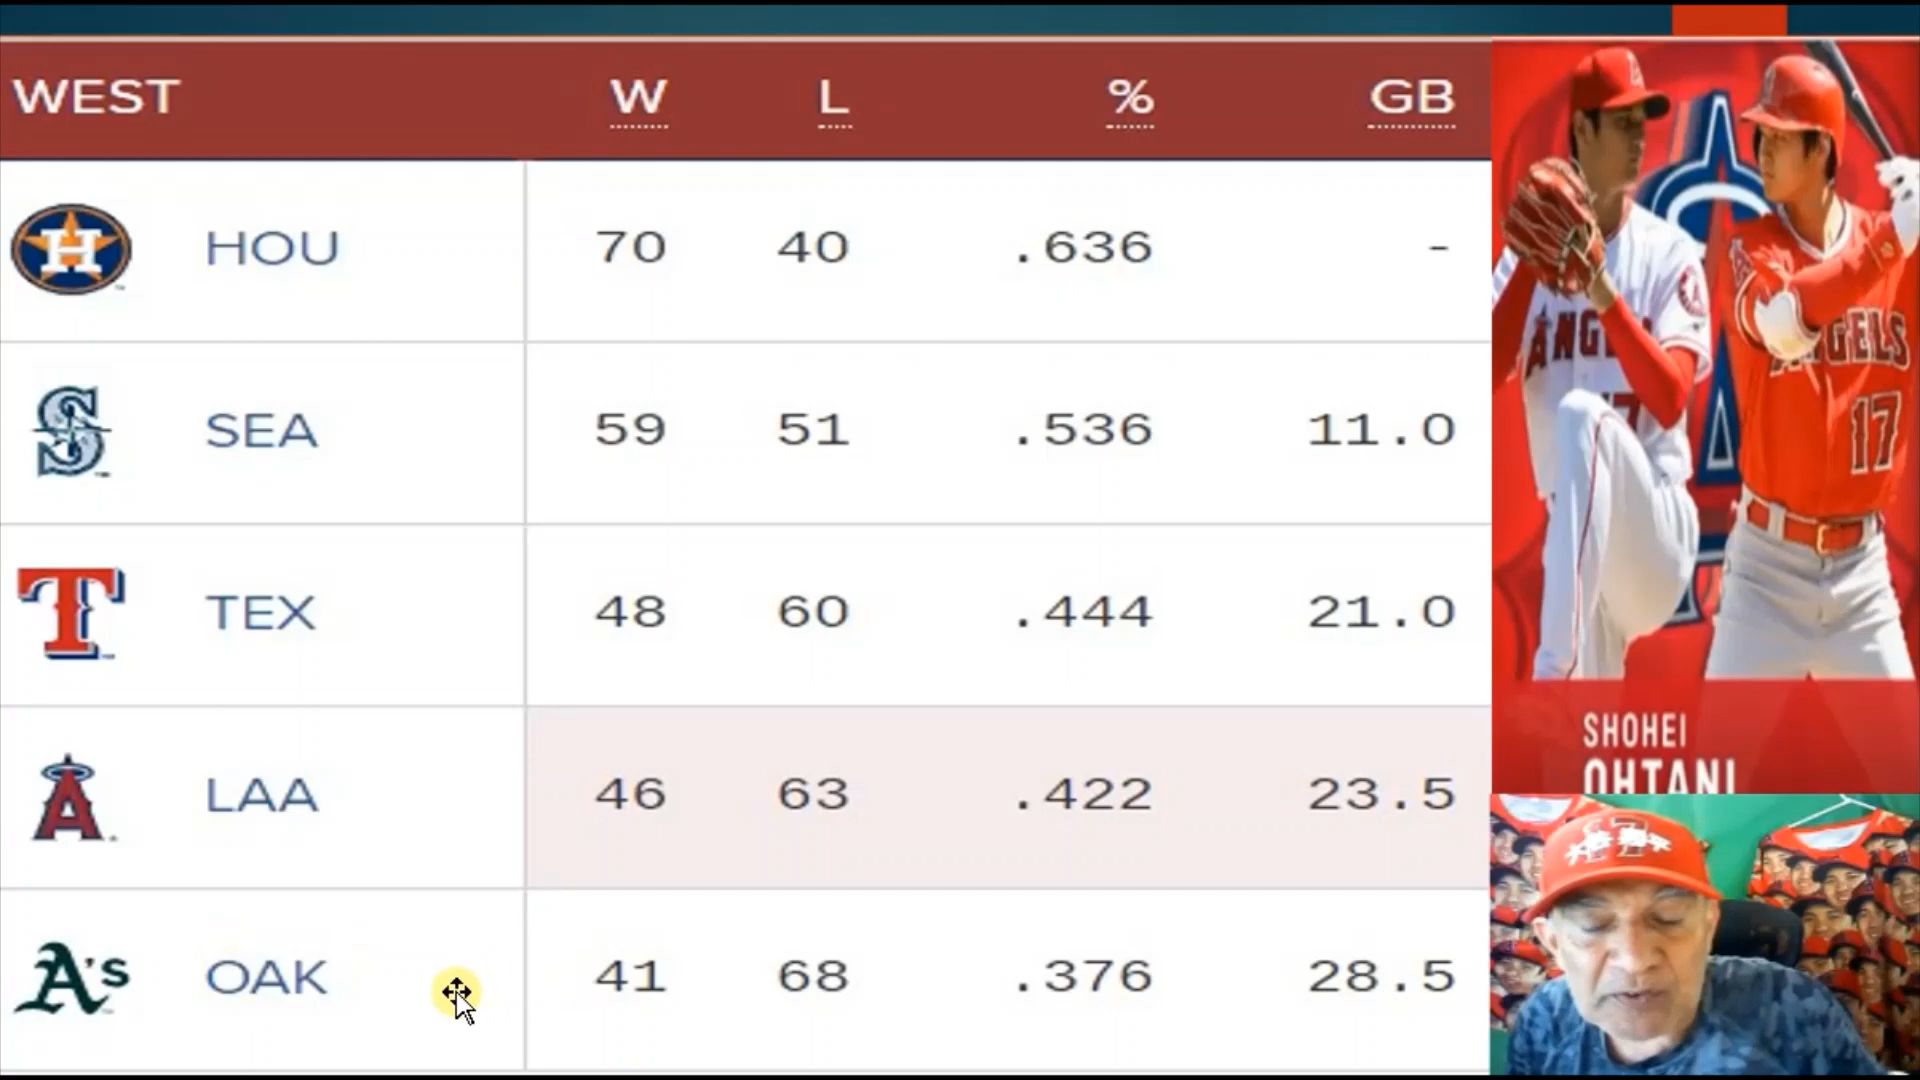 WEST W L % GB
HOU 70 40 .636 -
SEA 59 51 .536 11.0
TEX 48 60 .444 21.0
LAA 46 63 .422 23.5
A's OAK 41 68 .376 28.5
ANGELS
17
SHOHEI
OHTANI